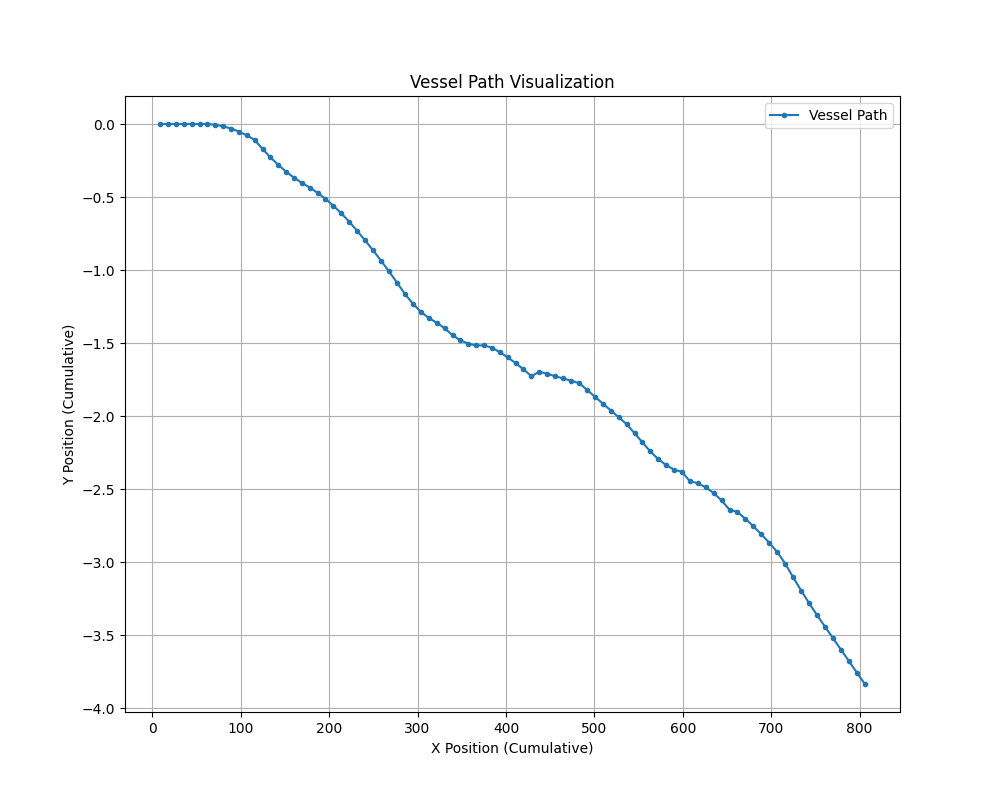 Vessel Path Visualization
Vessel Path
0.0
−0.5
−1.0
−1.5
−2.0
−2.5
−3.0
−3.5
−4.0
Y Position (Cumulative)
0 100 200 300 400 500 600 700 800
X Position (Cumulative)